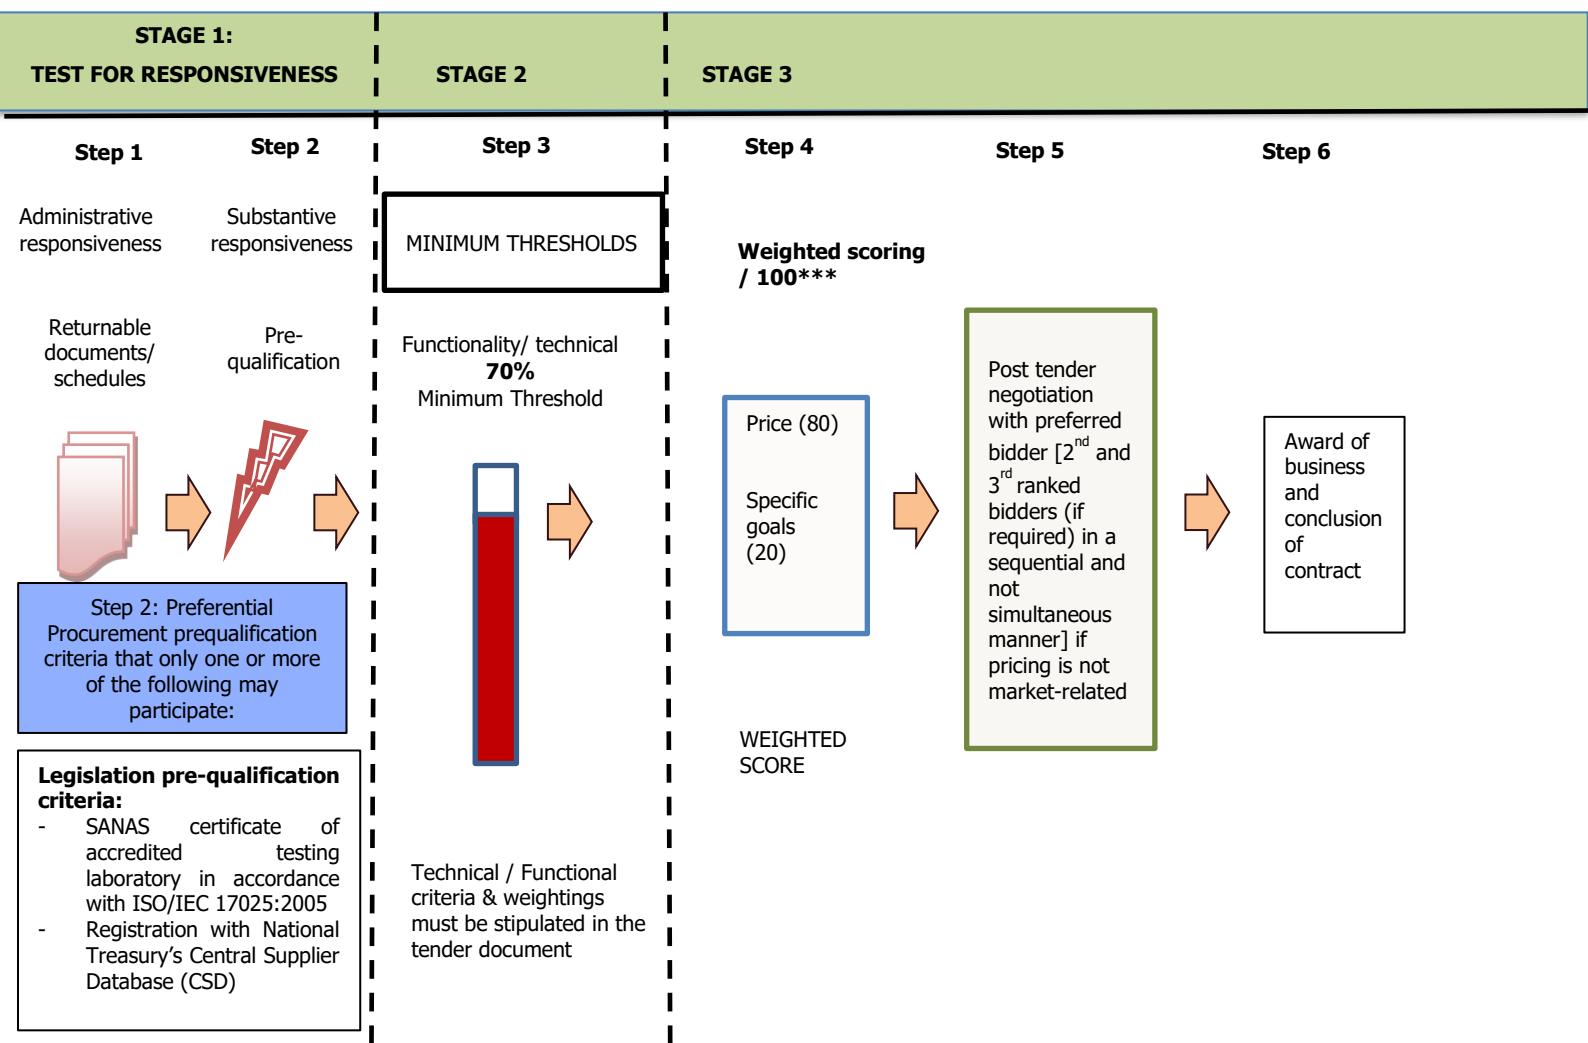 STAGE 1:
TEST FOR RESPONSIVENESS
STAGE 2
STAGE 3
Step 1
Step 2
Step 3
Step 4
Step 5
Step 6
Administrative
responsiveness
Substantive
responsiveness
MINIMUM THRESHOLDS
Weighted scoring
/ 100***
Returnable
documents/
schedules
Pre-
qualification
Functionality/ technical
70%
Minimum Threshold
Price (80)
Specific
goals
(20)
Post tender
negotiation
with preferred
bidder [2nd and
3rd ranked
bidders (if
required) in a
sequential and
not
simultaneous
manner] if
pricing is not
market-related
Award of
business
and
conclusion
of
contract
Step 2: Preferential
Procurement prequalification
criteria that only one or more
of the following may
participate:
WEIGHTED
SCORE
Legislation pre-qualification
criteria:
- SANAS certificate of
accredited testing
laboratory in accordance
with ISO/IEC 17025:2005
- Registration with National
Treasury’s Central Supplier
Database (CSD)
Technical / Functional
criteria & weightings
must be stipulated in the
tender document